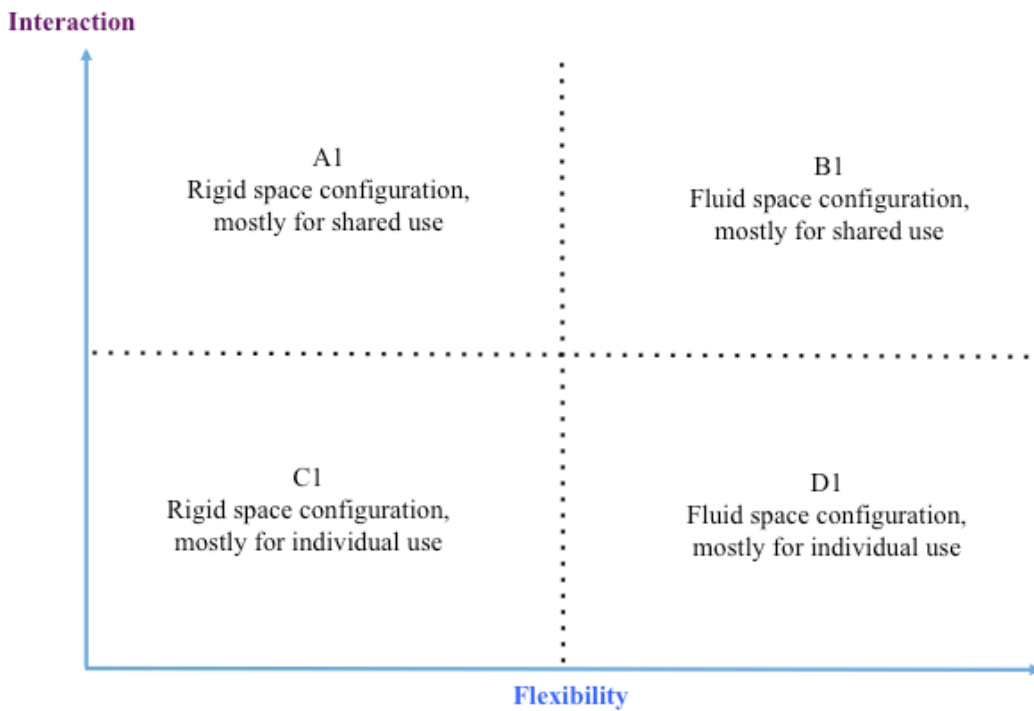 Interaction
A1
Rigid space configuration,
mostly for shared use
B1
Fluid space configuration,
mostly for shared use
C1
Rigid space configuration,
mostly for individual use
D1
Fluid space configuration,
mostly for individual use
Flexibility